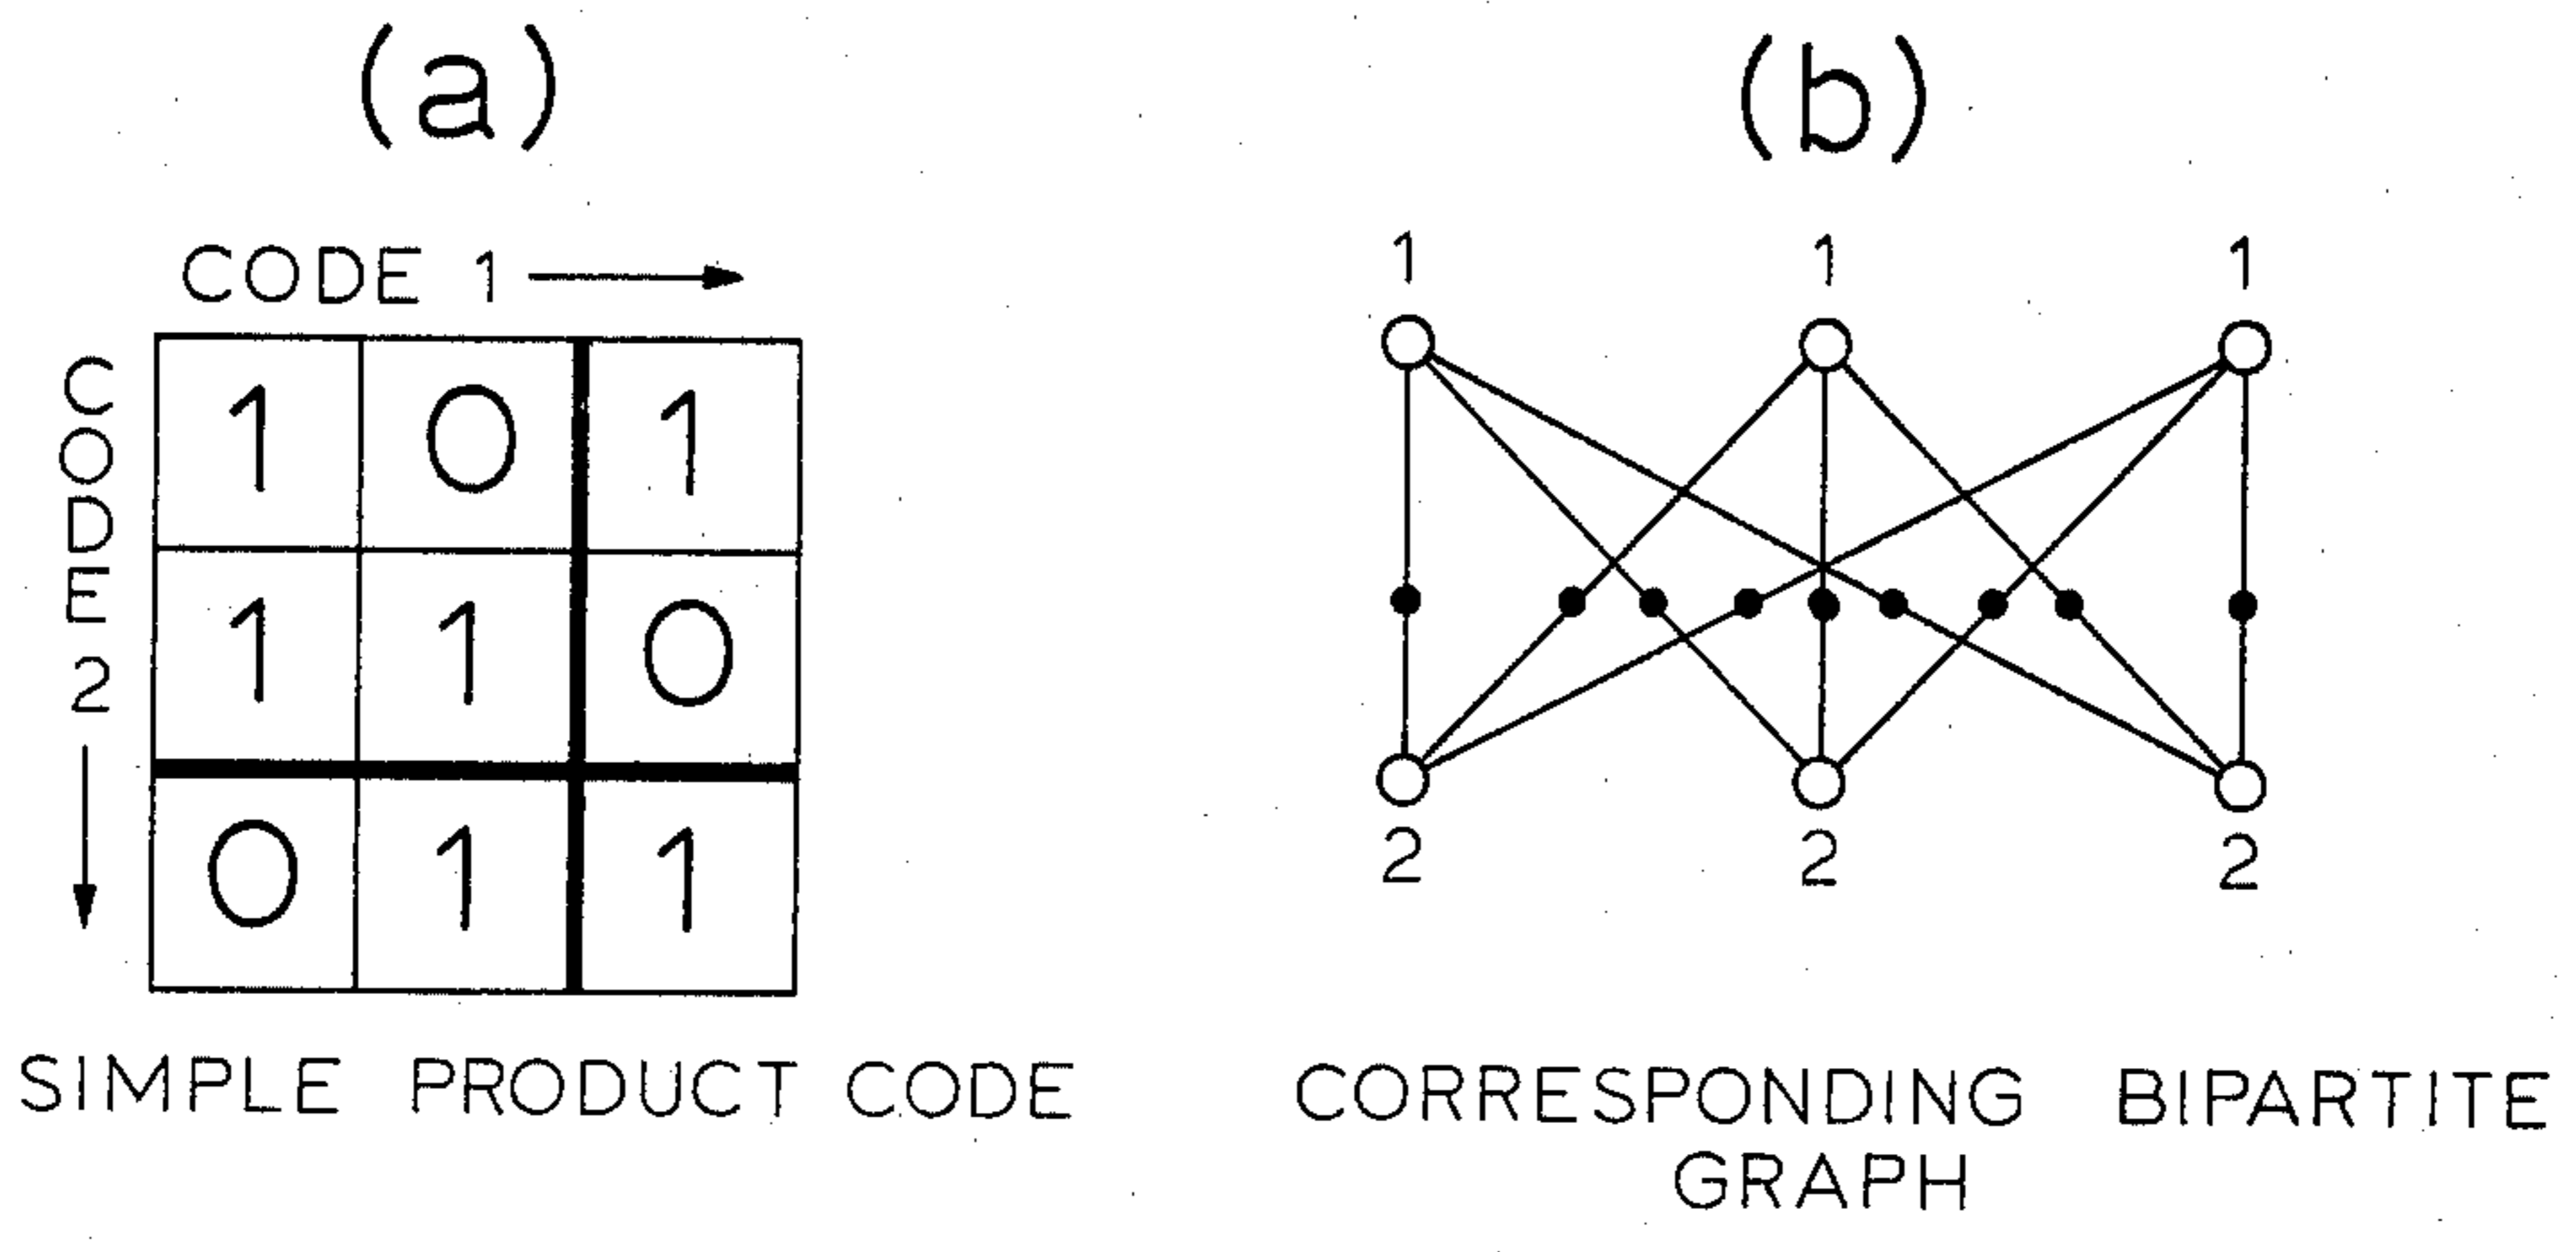 (a)
CODE 1
CODE 2
1 0 1
1 1 0
0 1 1
SIMPLE PRODUCT CODE
(b)
1 1 1
2 2 2
CORRESPONDING BIPARTITE
GRAPH